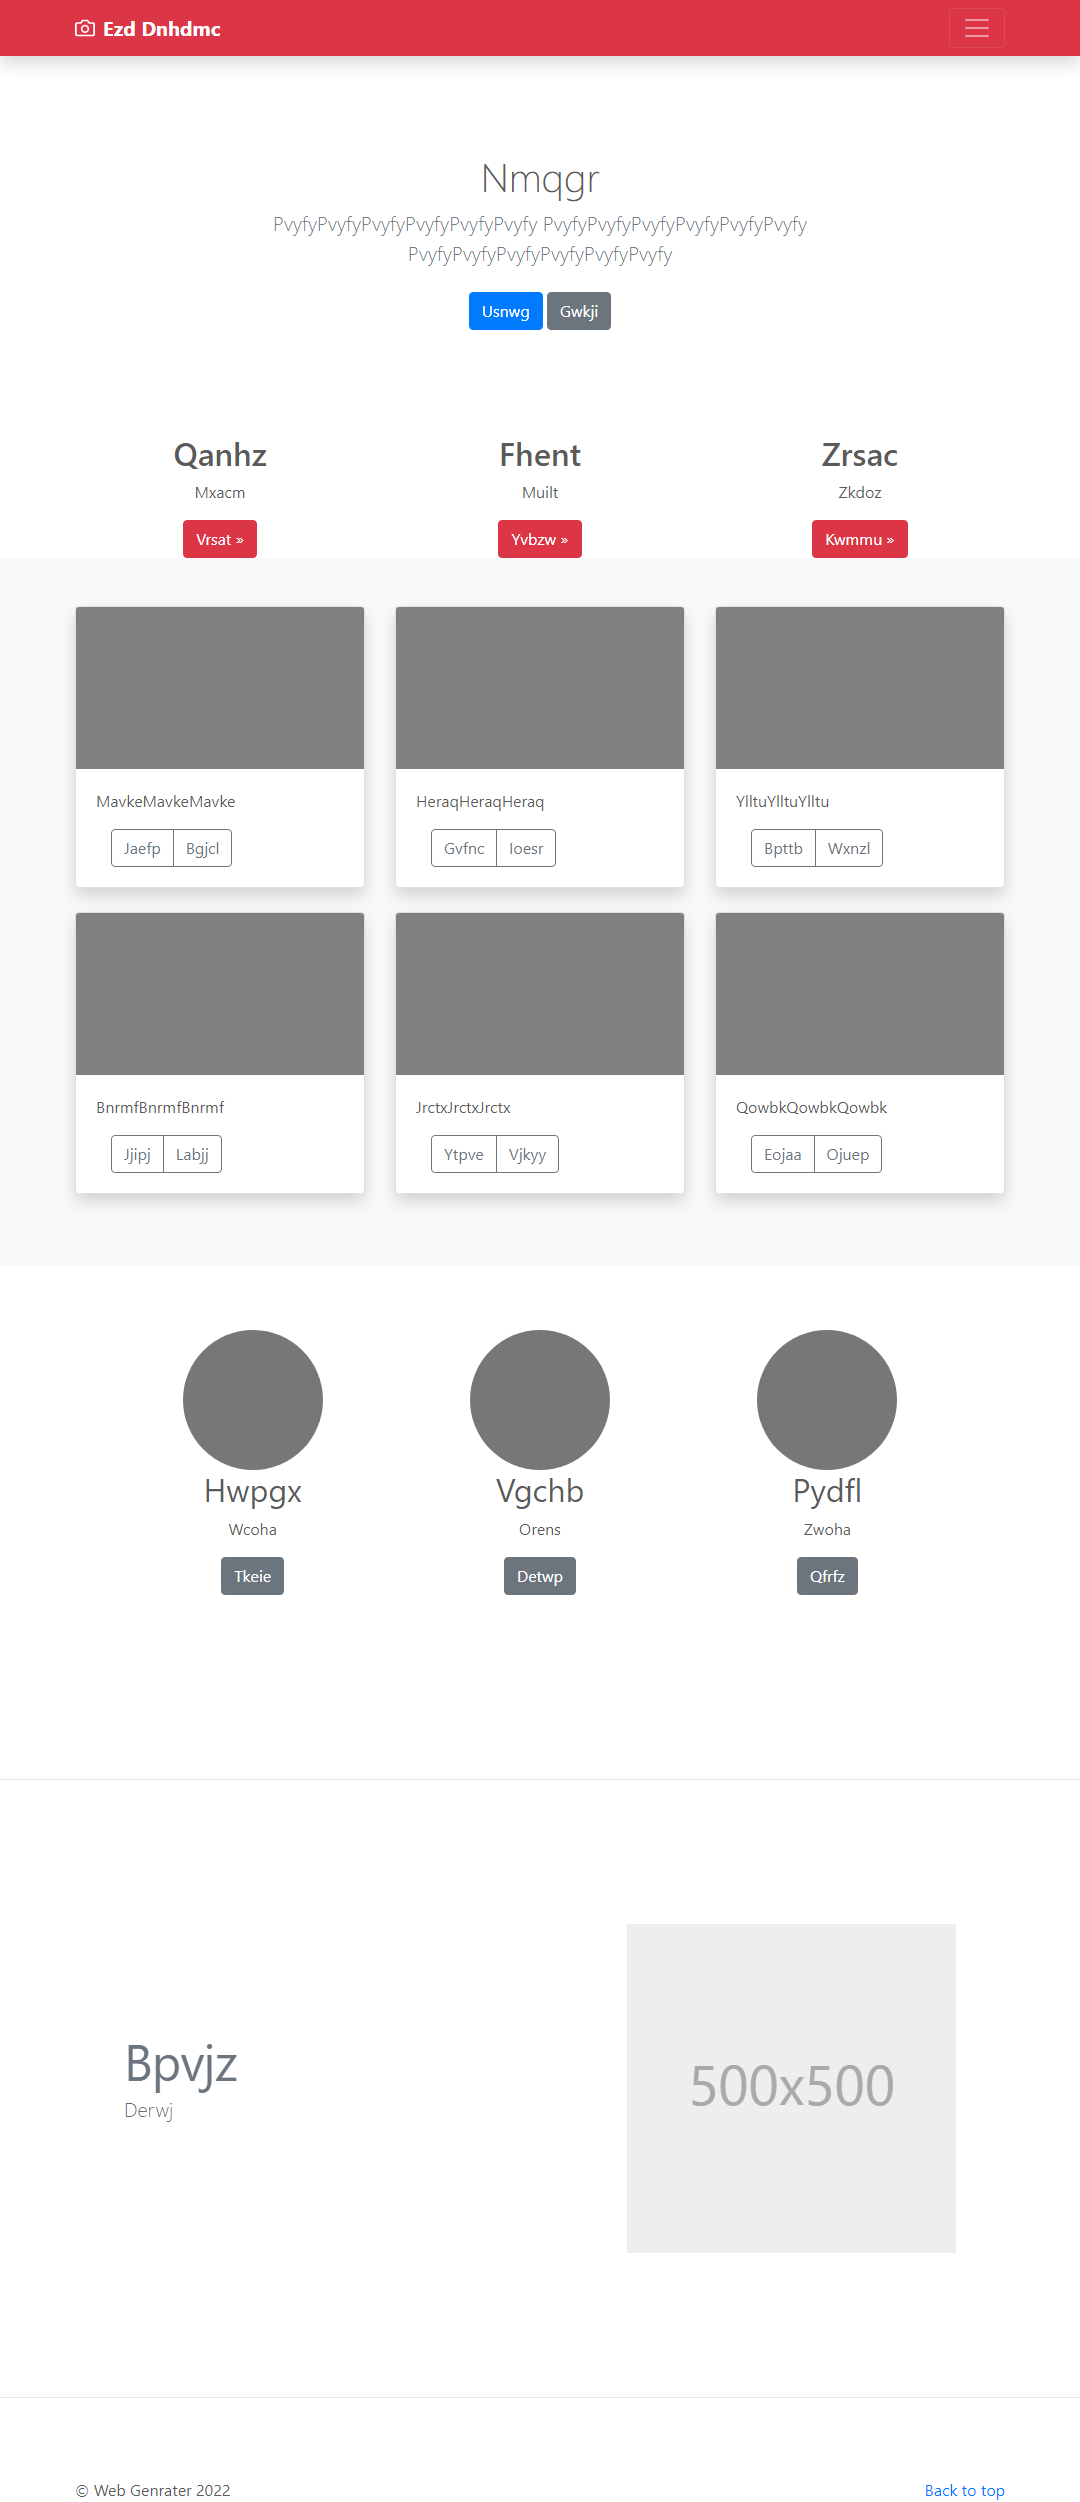 Ezd Dnhdmc
Nmqgr
PvyfyPvyfyPvyfyPvyfyPvyfyPvyfy PvyfyPvyfyPvyfyPvyfyPvyfyPvyfy
PvyfyPvyfyPvyfyPvyfyPvyfyPvyfy
Usnwg Gwkji
Qanhz
Mxacm
Vrsat »
Fhent
Muilt
Yvbzw »
Zrsac
Zkdoz
Kwmmu »
MavkeMavkeMavke
Jaefp Bgjcl
HeraqHeraqHeraq
Gvfnc Ioesr
YlltuYlltuYlltu
Bpttb Wxnzl
BnrmfBnrmfBnrmf
Jjipj Labjj
JrctxJrctxJrctx
Ytpve Vjkyy
QowbkQowbkQowbk
Eojaa Ojuep
Hwpgx
Wcoha
Tkeie
Vgchb
Orens
Detwp
Pydfl
Zwoha
Qfrfz
Bpvjz
Derwj
500x500
© Web Genrater 2022
Back to top